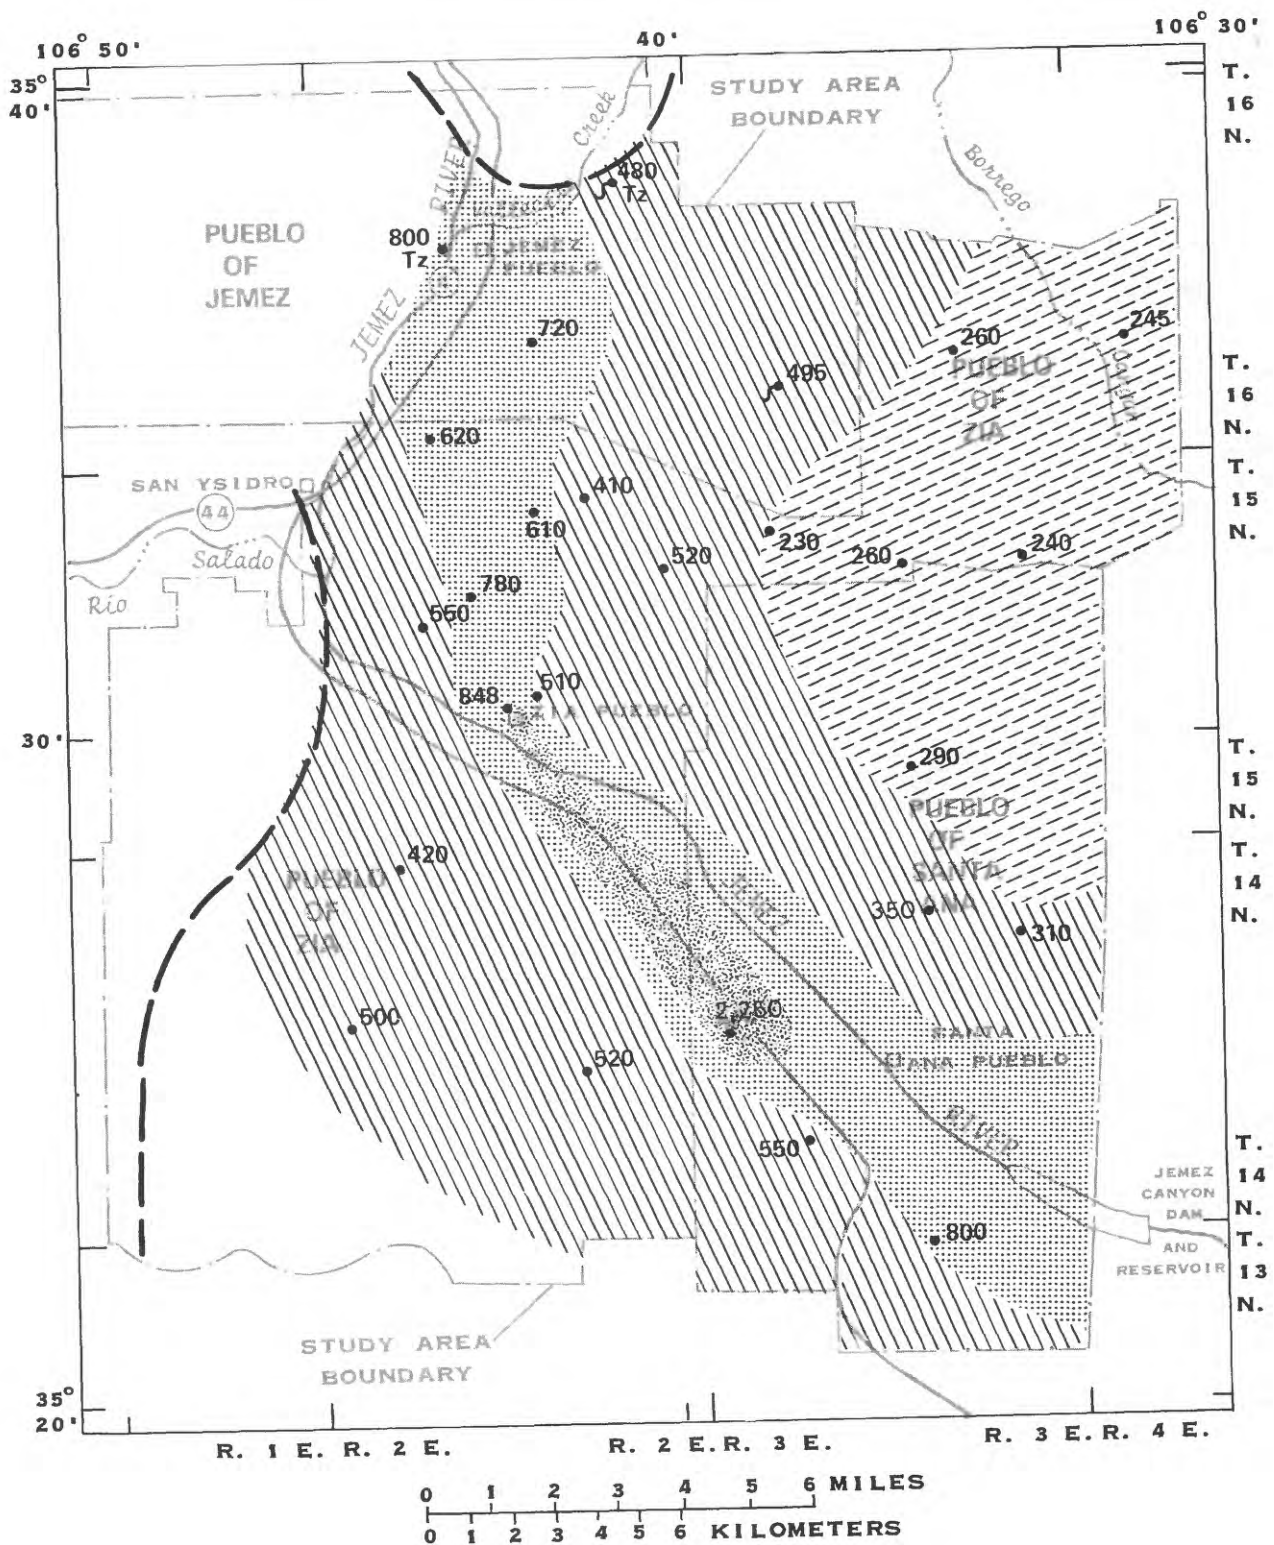 106° 50'
40'
106° 30'
35°
40'
T.
16
N.
STUDY AREA
BOUNDARY
Creek
RIVER
Borrego
480
Tz
PUEBLO
OF
JEMEZ
800
Tz
JEMEZ
PUEBLO
JEMEZ
720
260
245
PUEBLO
OF
ZIA
Canyon
495
T.
16
N.
620
SAN YSIDRO
44
410
T.
15
N.
610
230
260
240
Salado
520
Rio
780
550
510
848
ZIA PUEBLO
30'
290
T.
15
N.
PUEBLO
OF
SANTA
ANA
420
PUEBLO
OF
ZIA
JEMEZ
350
310
T.
14
N.
500
2,250
SANTA
ANA PUEBLO
520
RIVER
550
T.
14
N.
JEMEZ
CANYON
DAM
AND
RESERVOIR
800
T.
13
N.
STUDY AREA
BOUNDARY
35°
20'
R. 1 E. R. 2 E.
R. 2 E. R. 3 E.
R. 3 E. R. 4 E.
0 1 2 3 4 5 6 MILES
0 1 2 3 4 5 6 KILOMETERS